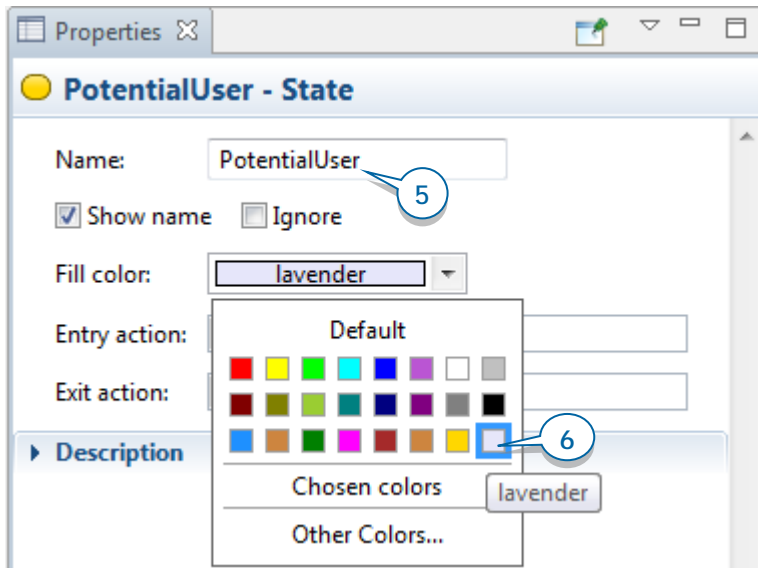 Properties
PotentialUser - State
Name: PotentialUser
5
Show name Ignore
Fill color: lavender
Default
Entry action:
Exit action:
6
Description
Chosen colors
lavender
Other Colors...